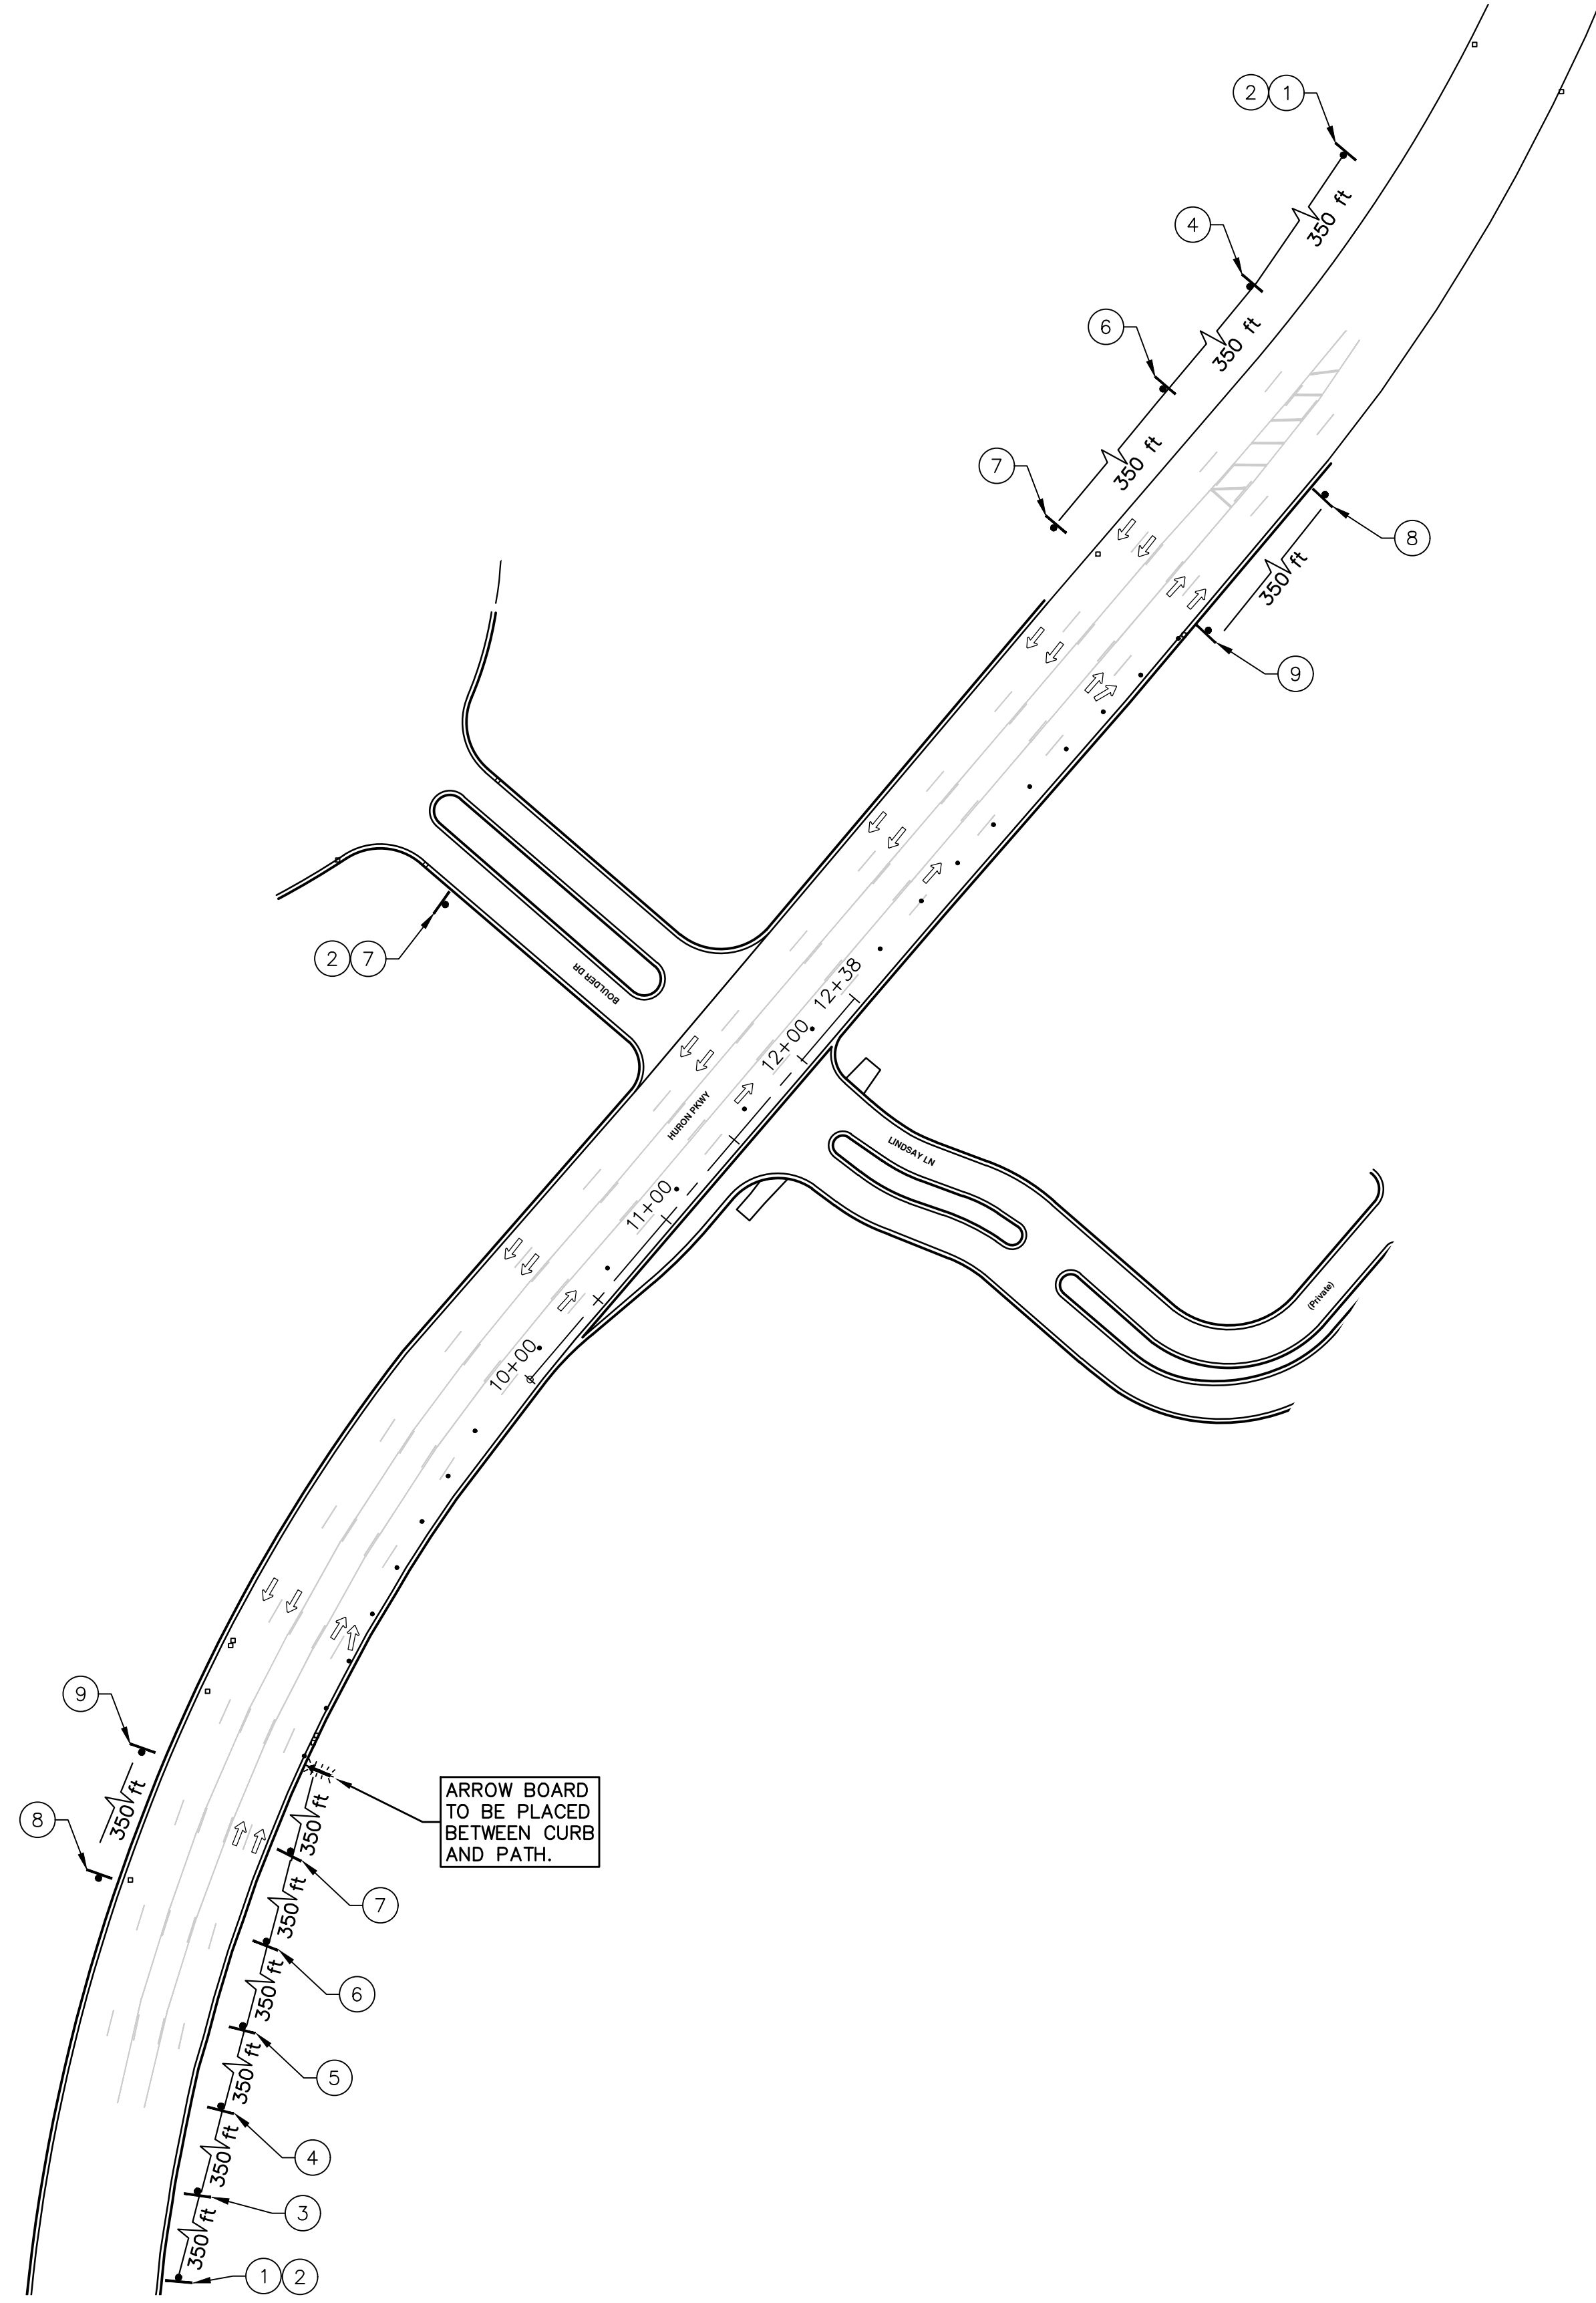 2 1
350 ft
4
6
350 ft
7
350 ft
8
350 ft
9
2 7
BOULDER DR
12+38
12+00
HURON PKWY
LINDSAY LN
11+00
(Private)
10+00
9
350 ft
8
ARROW BOARD
TO BE PLACED
BETWEEN CURB
AND PATH.
350 ft
7
350 ft
6
350 ft
5
350 ft
4
350 ft
3
350 ft
1 2